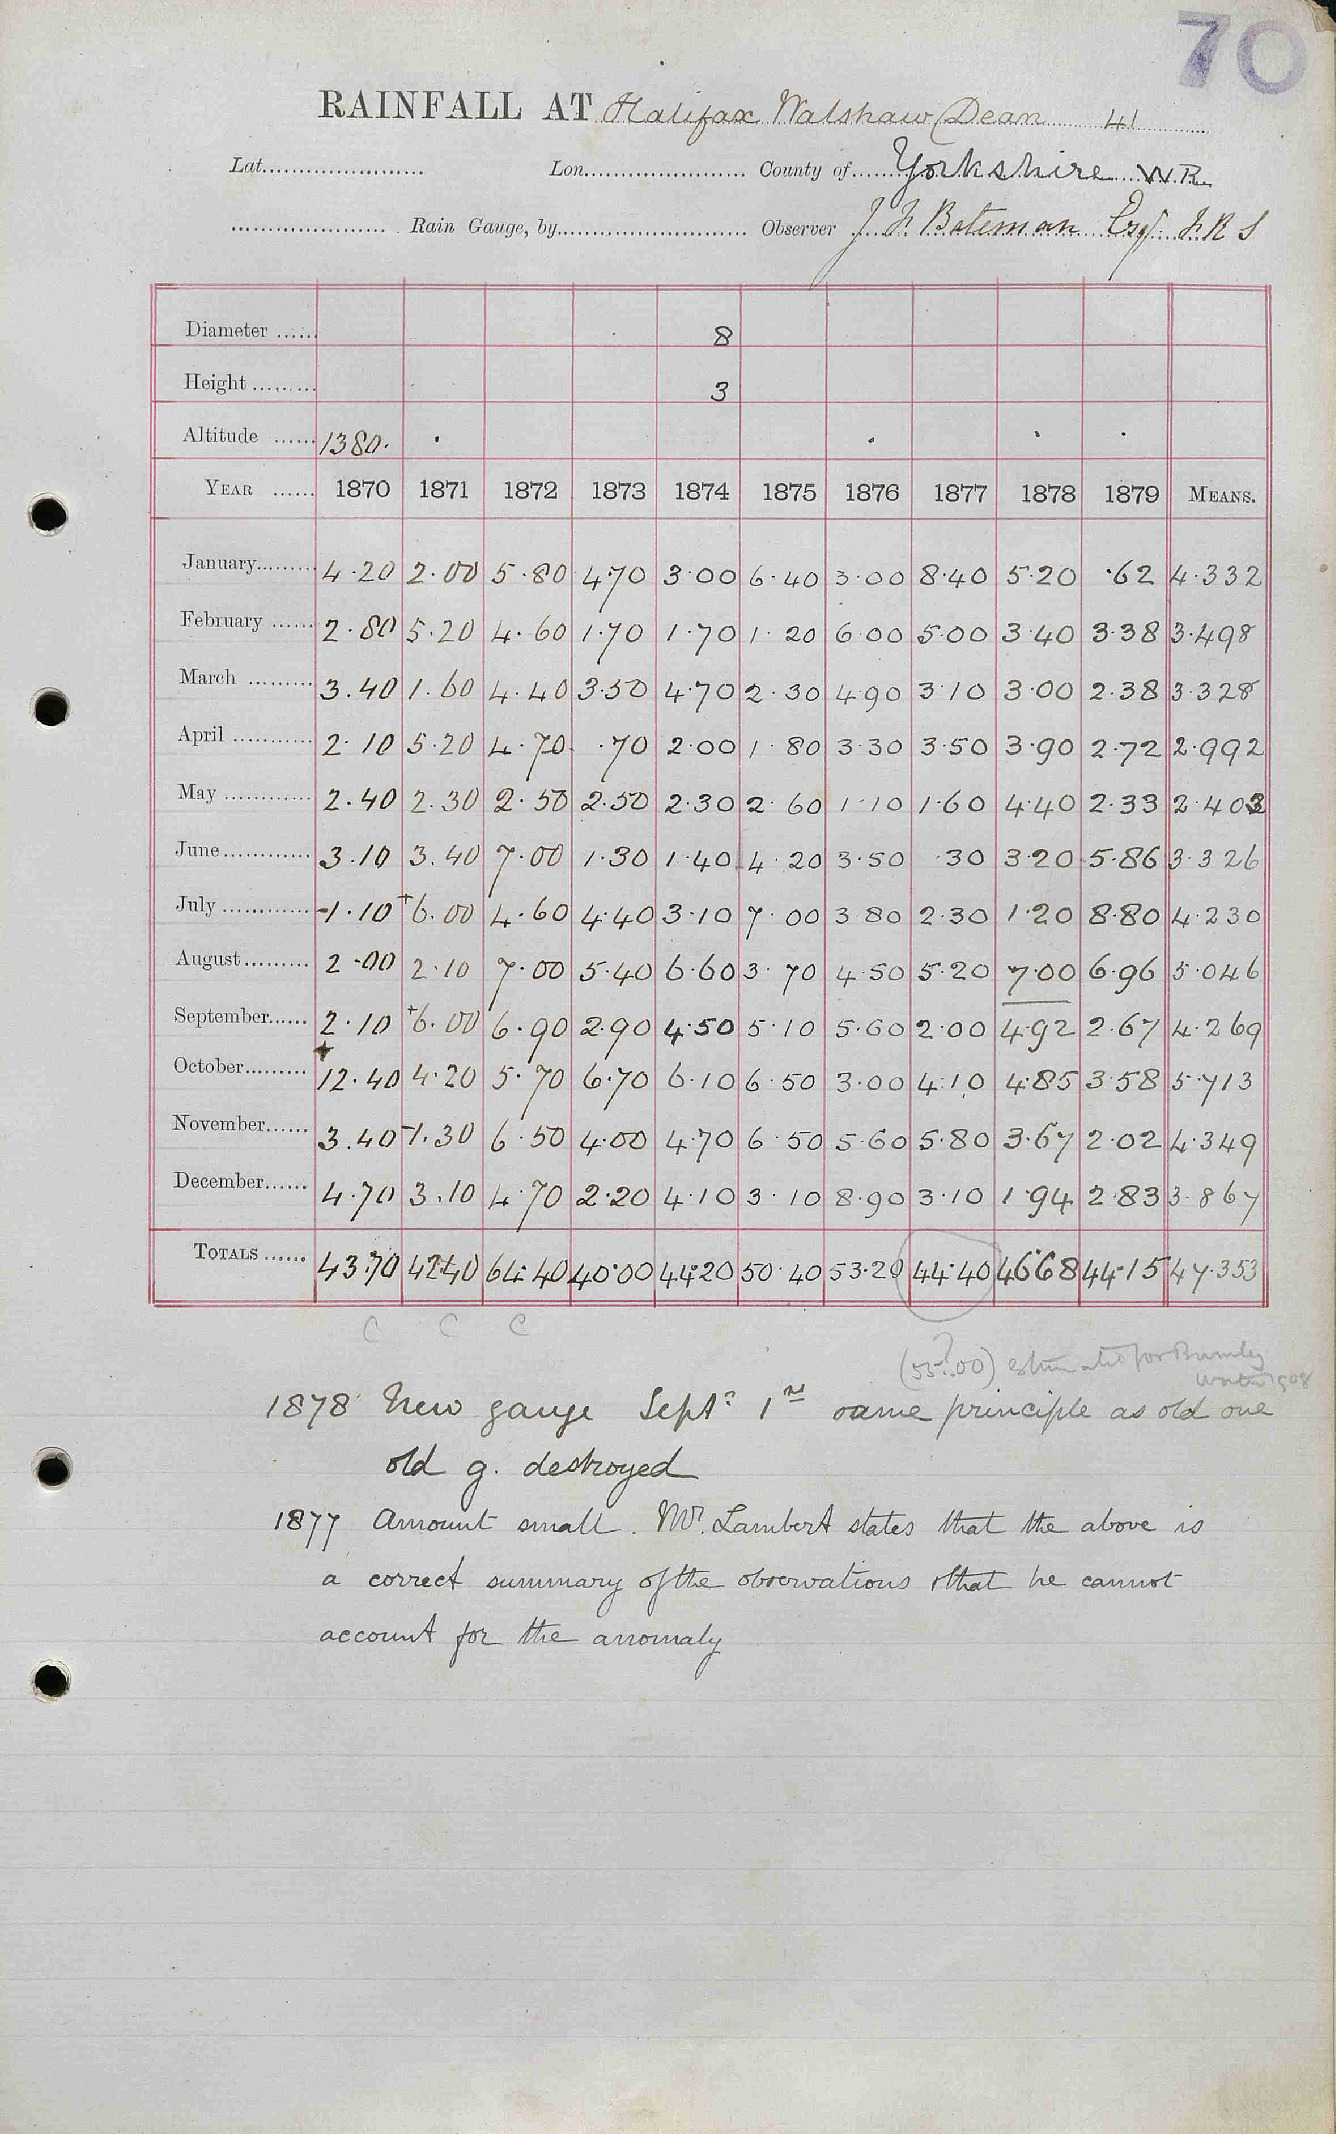 70
RAINFALL AT Halifax Walshaw Dean 41
Lat. Lon. County of Yorkshire W.R.
Rain Gauge, by Observer J. F. Bateman Esqr. F R S
Diameter 8
Height 3
Altitude 1380.
YEAR 1870 1871 1872 1873 1874 1875 1876 1877 1878 1879 MEANS.
January 4.20 2.00 5.80 4.70 3.00 6.40 3.00 8.40 5.20 .62 4.332
February 2.80 5.20 4.60 1.70 1.70 1.20 6.00 5.00 3.40 3.38 3.498
March 3.40 1.60 4.40 3.50 4.70 2.30 4.90 3.10 3.00 2.38 3.328
April 2.10 5.20 4.70 .70 2.00 1.80 3.30 3.50 3.90 2.72 2.992
May 2.40 2.30 2.50 2.50 2.30 2.60 1.10 1.60 4.40 2.33 2.403
June 3.10 3.40 7.00 1.30 1.40 4.20 3.50 .30 3.20 5.86 3.326
July -1.10 +6.00 4.60 4.40 3.10 7.00 3.80 2.30 1.20 8.80 4.230
August 2.00 2.10 7.00 5.40 6.60 3.70 4.50 5.20 7.00 6.96 5.046
September 2.10 +6.00 6.90 2.90 4.50 5.10 5.60 2.00 4.92 2.67 4.269
October +12.40 4.20 5.70 6.70 6.10 6.50 3.00 4.10 4.85 3.58 5.713
November 3.40 -1.30 6.50 4.00 4.70 6.50 5.60 5.80 3.67 2.02 4.349
December 4.70 3.10 4.70 2.20 4.10 3.10 8.90 3.10 1.94 2.83 3.867
TOTALS 43.70 42.40 64.40 40.00 44.20 50.40 53.20 44.40 46.68 44.15 47.353
C C C
(55?.00) estimated for
1908
1878 New gauge Sept. 1st same principle as old one
old g. destroyed
1877 Amount small. Mr. Lambert states that the above is
a correct summary of the observations & that he cannot
account for the anomaly